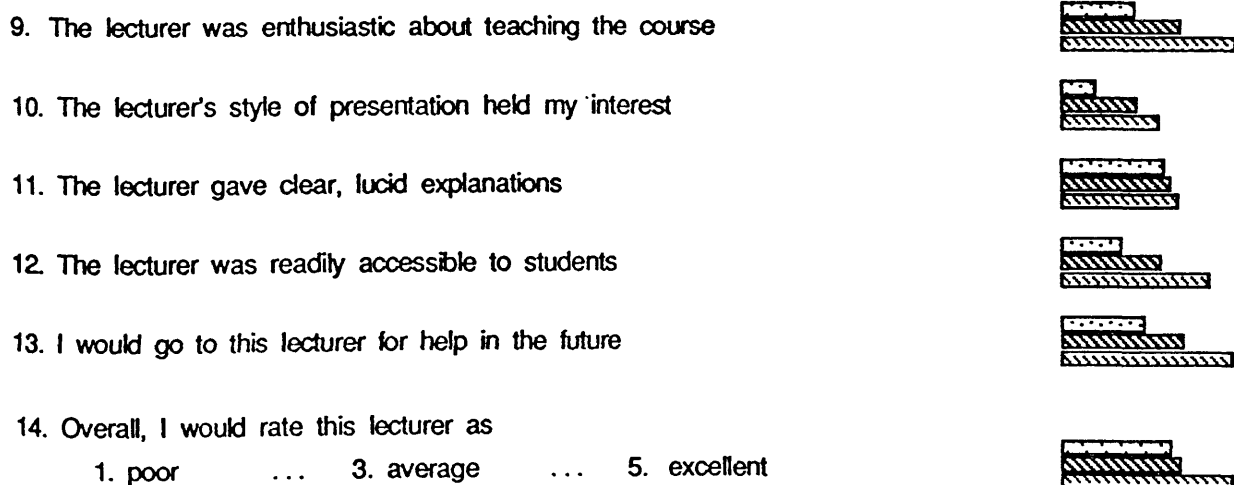 9. The lecturer was enthusiastic about teaching the course
10. The lecturer's style of presentation held my interest
11. The lecturer gave clear, lucid explanations
12. The lecturer was readily accessible to students
13. I would go to this lecturer for help in the future
14. Overall, I would rate this lecturer as
1. poor ... 3. average ... 5. excellent